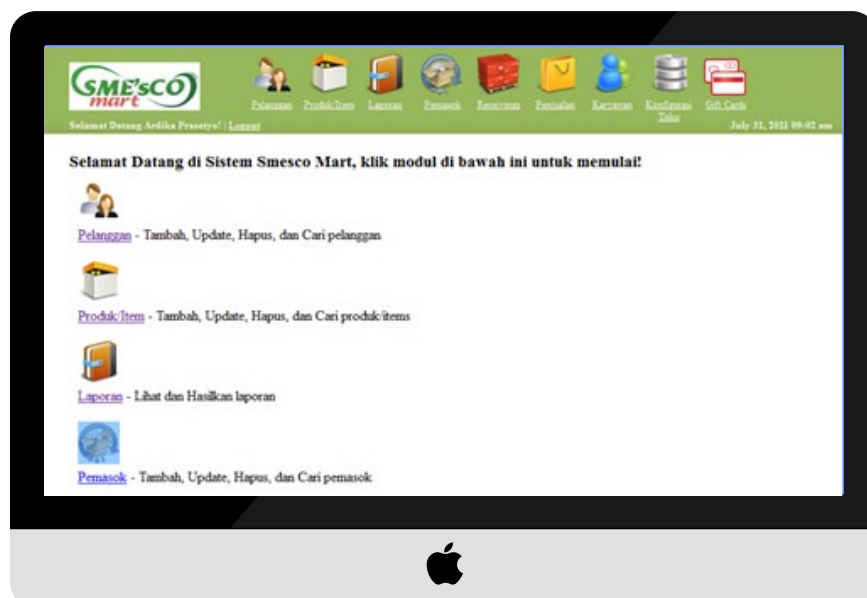 SME'sCO
mart
Pelanggan Produk/Item Laporan Pemasok Receivings Penjualan Karyawan Konfigurasi Toko Gift Cards
Selamat Datang Ardika Prasetyo! | Logout
July 31, 2011 09:02 am
Selamat Datang di Sistem Smesco Mart, klik modul di bawah ini untuk memulai!
Pelanggan - Tambah, Update, Hapus, dan Cari pelanggan
Produk/Item - Tambah, Update, Hapus, dan Cari produk/items
Laporan - Lihat dan Hasilkan laporan
Pemasok - Tambah, Update, Hapus, dan Cari pemasok